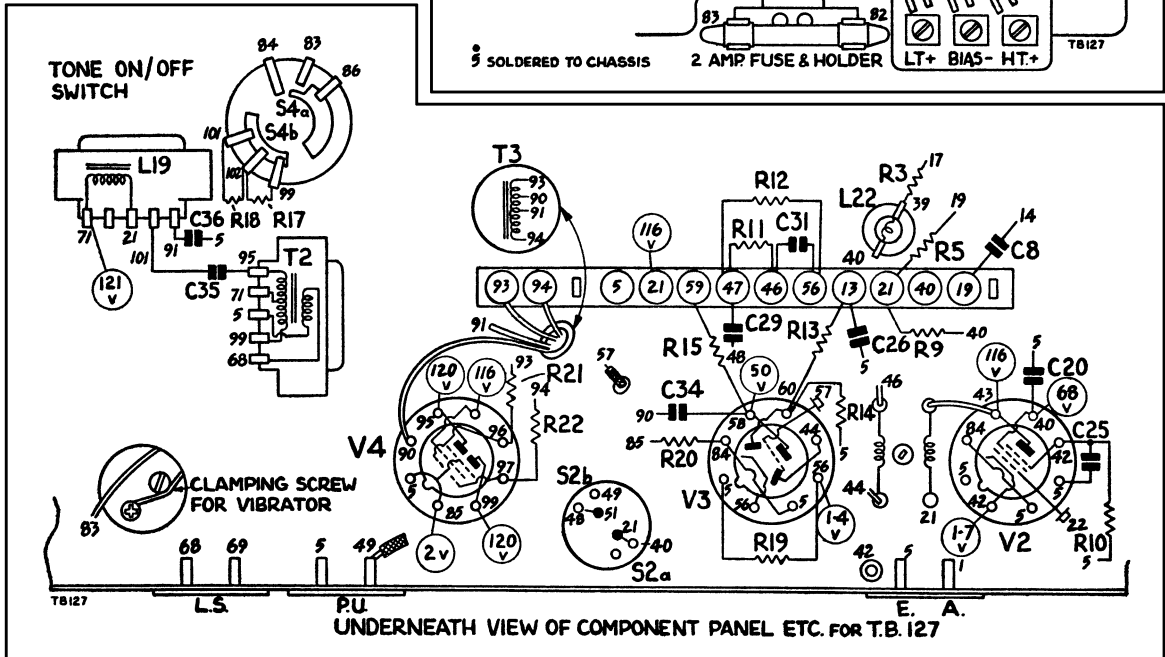 83
82
2 AMP. FUSE & HOLDER
LT+ BIAS- HT.+
TB127
5 SOLDERED TO CHASSIS
TONE ON/OFF
SWITCH
84
83
86
S4a
S4b
101
102
99
R18
R17
L19
71
21
101
91
C36
5
121
V
C35
95
T2
71
5
99
68
T3
93
90
91
94
116
V
R12
R11
C31
L22
R3
17
39
40
19
R5
14
C8
93
94
5
21
59
47
46
56
13
21
40
19
91
C29
48
R15
R13
C26
5
R9
40
57
93
R21
94
R22
120
V
116
V
V4
95
96
90
97
5
85
99
2V
120
V
C34
90
85
R20
50
V
60
57
58
44
84
56
5
56
5
V3
R14
5
R19
1·4
V
46
44
21
116
V
43
5
C20
68
V
40
84
42
C25
5
5
42
5
22
R10
5
1·7
V
V2
S2b
49
51
48
21
40
S2a
CLAMPING SCREW
FOR VIBRATOR
83
68
69
5
49
42
5
1
TB127
L.S.
P.U.
E. A.
UNDERNEATH VIEW OF COMPONENT PANEL ETC. FOR T.B. 127